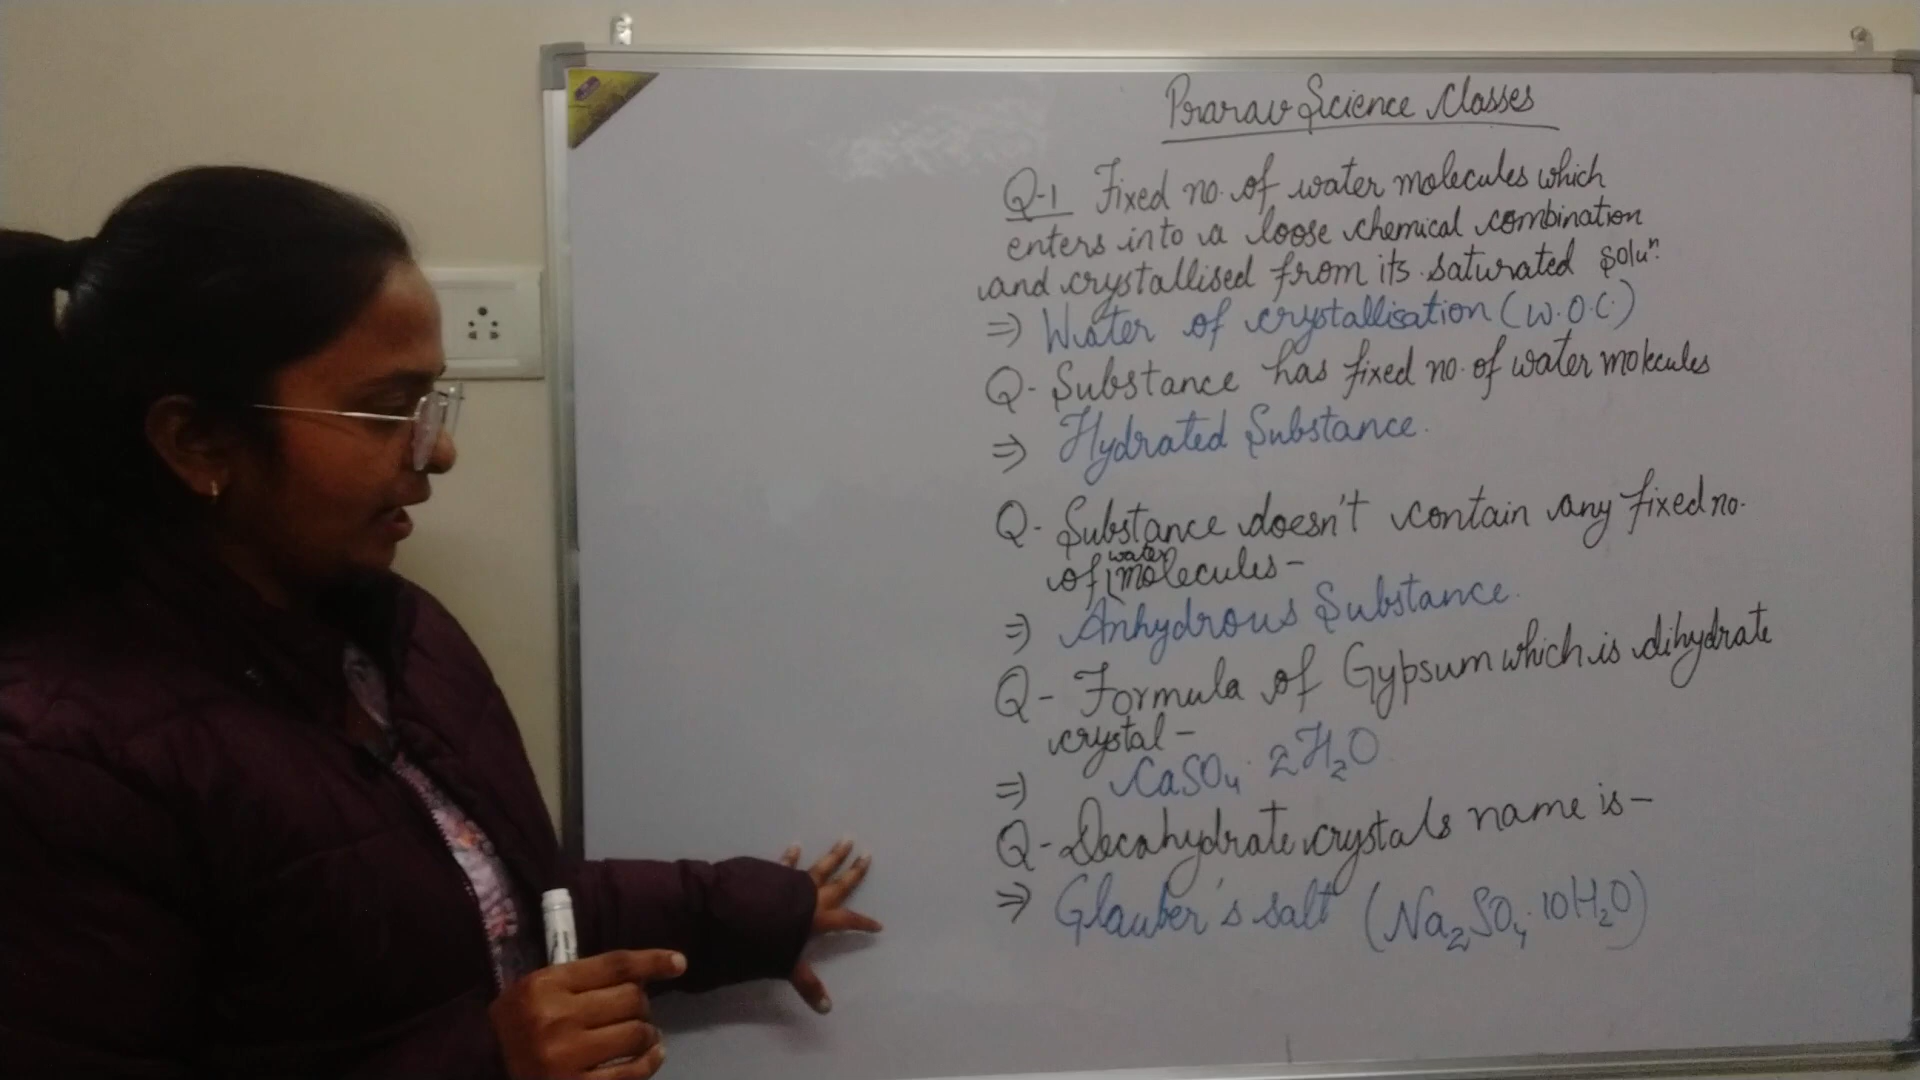 Pranav Science Classes
Q-1 Fixed no. of water molecules which
enters into a loose chemical combination
and crystallised from its saturated soluⁿ.
⇒ Water of crystallisation (W.O.C)
Q- Substance has fixed no. of water molecules
⇒ Hydrated Substance.
Q- Substance doesn't contain any fixed no.
of water molecules-
⇒ Anhydrous Substance.
Q- Formula of Gypsum which is dihydrate
crystal-
⇒ CaSO₄. 2H₂O
Q- Decahydrate crystals name is-
⇒ Glauber's salt (Na₂SO₄.10H₂O)